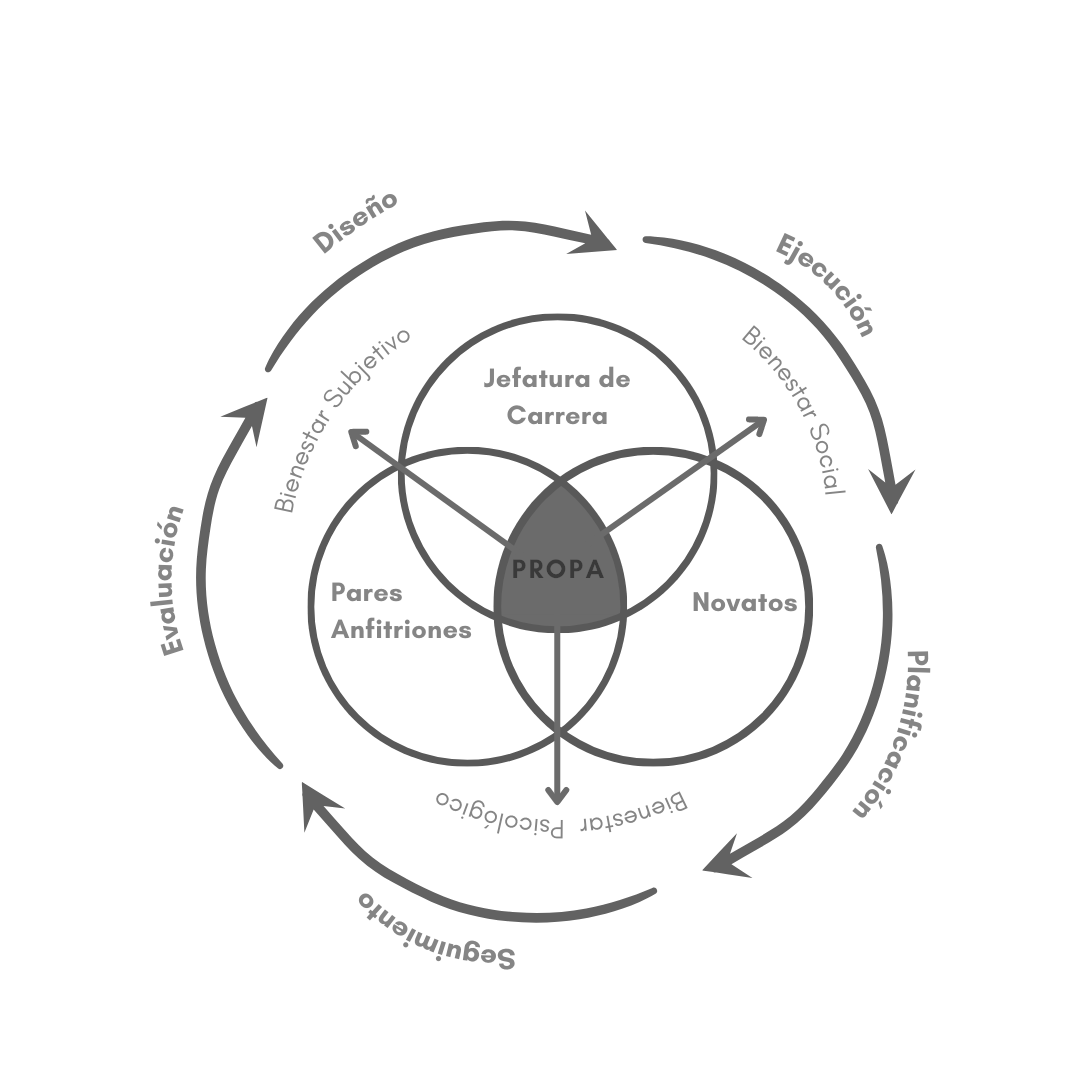 Diseño
Ejecución
Bienestar Subjetivo
Bienestar Social
Jefatura de
Carrera
PROPA
Pares
Anfitriones
Novatos
Evaluación
Planificación
Bienestar Psicológico
Seguimiento